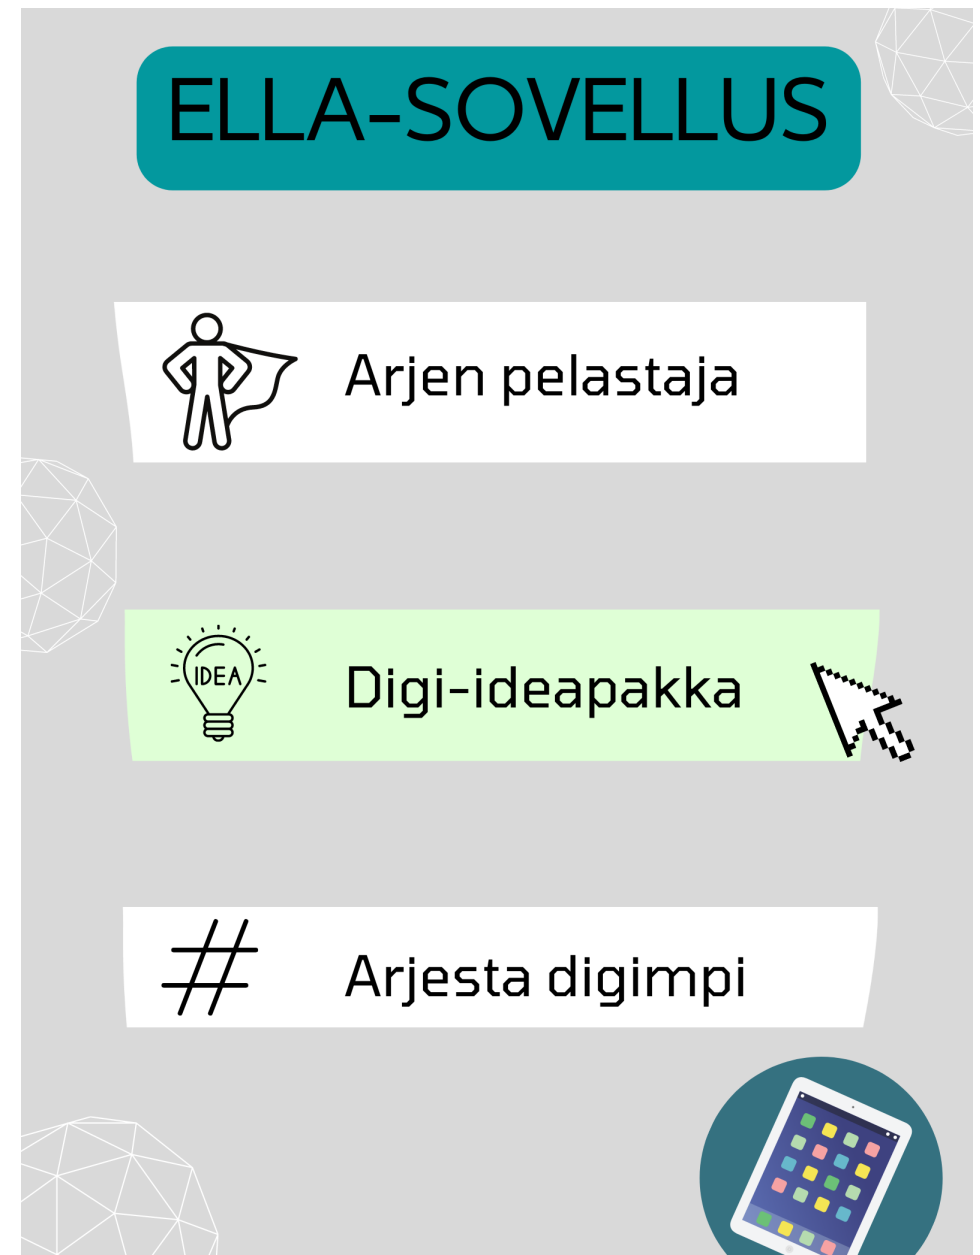 ELLA-SOVELLUS
Arjen pelastaja
IDEA
Digi-ideapakka
# Arjesta digimpi